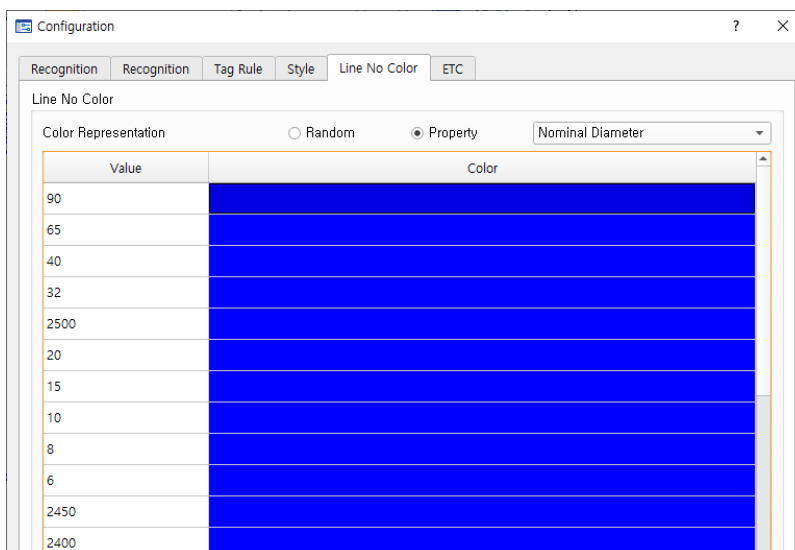 Configuration ?
Recognition Recognition Tag Rule Style Line No Color ETC
Line No Color
Color Representation Random Property Nominal Diameter
Value Color
90
65
40
32
2500
20
15
10
8
6
2450
2400